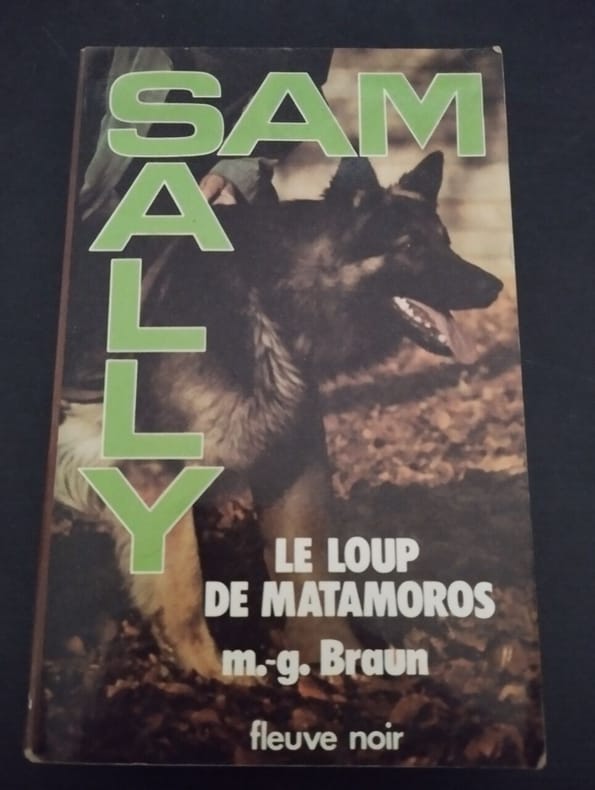 SAM
SALLY
LE LOUP
DE MATAMOROS
m.-g. Braun
fleuve noir